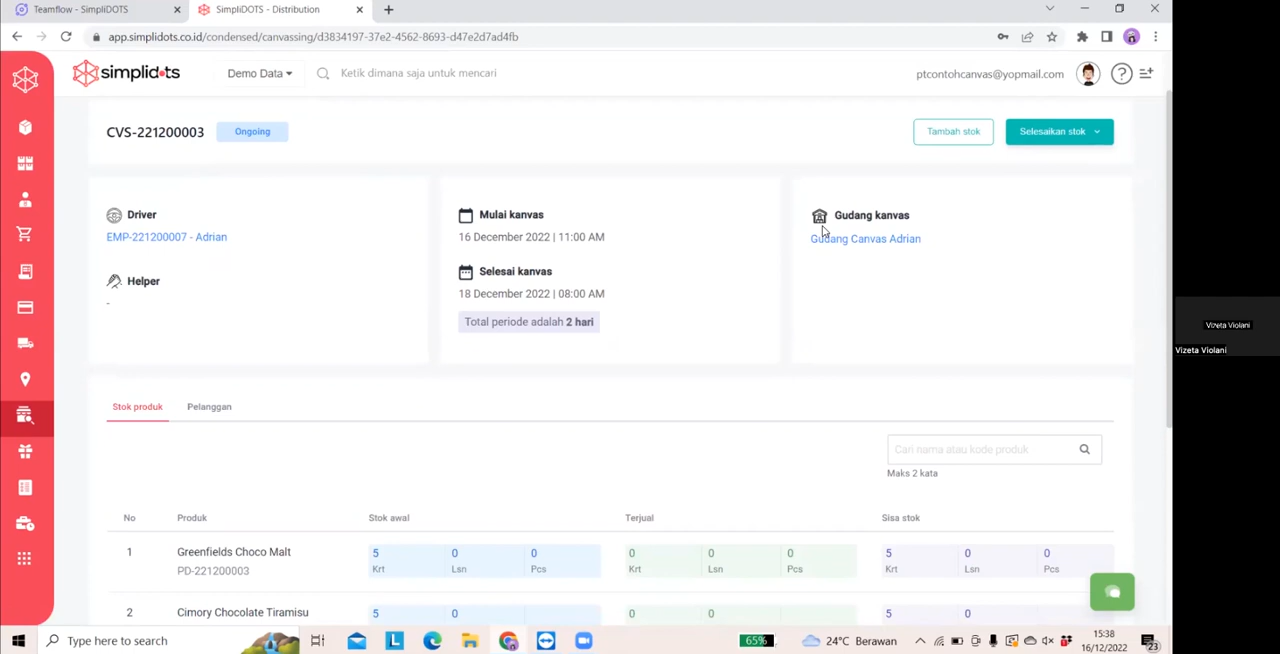 Teamflow - SimpliDOTS
SimpliDOTS - Distribution
app.simplidots.co.id/condensed/canvassing/d3834197-37e2-4562-8693-d47e2d7ad4fb
simplidots
Demo Data
Ketik dimana saja untuk mencari
ptcontohcanvas@yopmail.com
CVS-221200003
Ongoing
Tambah stok
Selesaikan stok
Driver
EMP-221200007 - Adrian
Helper
-
Mulai kanvas
16 December 2022 | 11:00 AM
Selesai kanvas
18 December 2022 | 08:00 AM
Total periode adalah 2 hari
Gudang kanvas
Gudang Canvas Adrian
Vizeta Violani
Vizeta Violani
Stok produk Pelanggan
Cari nama atau kode produk
Maks 2 kata
No Produk Stok awal Terjual Sisa stok
1 Greenfields Choco Malt 5 0 0 0 0 0 5 0 0
PD-221200003 Krt Lsn Pcs Krt Lsn Pcs Krt Lsn Pcs
2 Cimory Chocolate Tiramisu 5 0 0 0 5 0
Type here to search
65%
24°C Berawan
15:38
16/12/2022
23